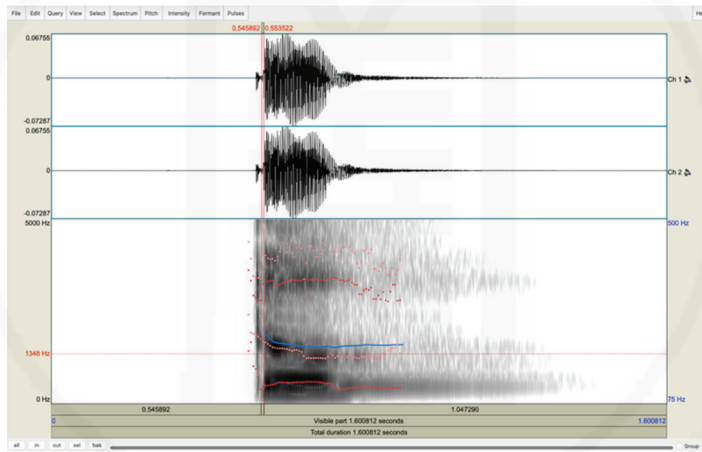 File Edit Query View Select Spectrum Pitch Intensity Formant Pulses
0.545892 0.553522
0.06755
0
Ch 1
-0.07287
0.06755
0
Ch 2
-0.07287
5000 Hz
500 Hz
1348 Hz
0 Hz
75 Hz
0.545892 1.047290
0 Visible part 1.600812 seconds 1.600812
Total duration 1.600812 seconds
all in out sel bak
Group